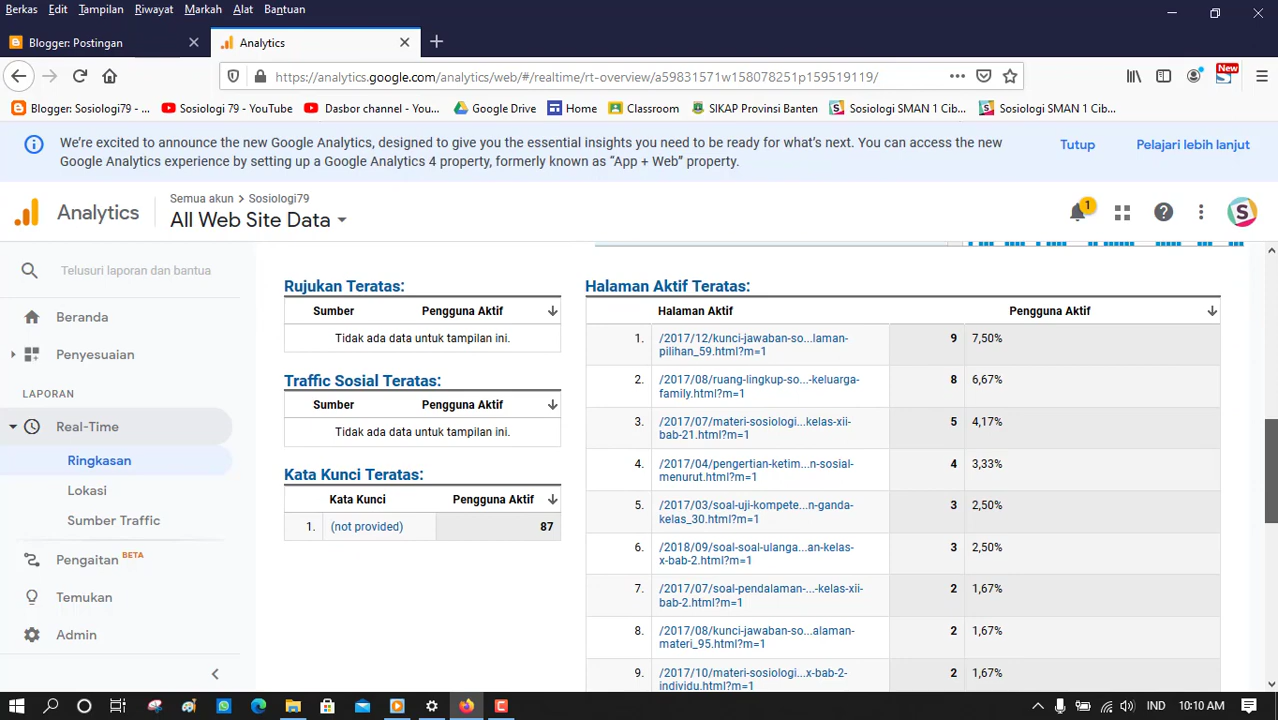 Berkas Edit Tampilan Riwayat Markah Alat Bantuan
Blogger: Postingan
Analytics
https://analytics.google.com/analytics/web/#/realtime/rt-overview/a59831571w158078251p159519119/
New
Blogger: Sosiologi79 - ...
Sosiologi 79 - YouTube
Dasbor channel - You...
Google Drive
Home
Classroom
SIKAP Provinsi Banten
Sosiologi SMAN 1 Cib...
Sosiologi SMAN 1 Cib...
We're excited to announce the new Google Analytics, designed to give you the essential insights you need to be ready for what's next. You can access the new
Google Analytics experience by setting up a Google Analytics 4 property, formerly known as "App + Web" property.
Tutup
Pelajari lebih lanjut
Analytics
Semua akun > Sosiologi79
All Web Site Data
1
Telusuri laporan dan bantua
Beranda
Penyesuaian
LAPORAN
Real-Time
Ringkasan
Lokasi
Sumber Traffic
Pengaitan BETA
Temukan
Admin
Rujukan Teratas:
Sumber Pengguna Aktif
Tidak ada data untuk tampilan ini.
Traffic Sosial Teratas:
Sumber Pengguna Aktif
Tidak ada data untuk tampilan ini.
Kata Kunci Teratas:
Kata Kunci Pengguna Aktif
1. (not provided) 87
Halaman Aktif Teratas:
Halaman Aktif Pengguna Aktif
1. /2017/12/kunci-jawaban-so...laman-
pilihan_59.html?m=1 9 7,50%
2. /2017/08/ruang-lingkup-so...-keluarga-
family.html?m=1 8 6,67%
3. /2017/07/materi-sosiologi...kelas-xii-
bab-21.html?m=1 5 4,17%
4. /2017/04/pengertian-ketim...n-sosial-
menurut.html?m=1 4 3,33%
5. /2017/03/soal-uji-kompete...n-ganda-
kelas_30.html?m=1 3 2,50%
6. /2018/09/soal-soal-ulanga...an-kelas-
x-bab-2.html?m=1 3 2,50%
7. /2017/07/soal-pendalaman-...-kelas-xii-
bab-2.html?m=1 2 1,67%
8. /2017/08/kunci-jawaban-so...alaman-
materi_95.html?m=1 2 1,67%
9. /2017/10/materi-sosiologi...x-bab-2-
individu.html?m=1 2 1,67%
IND 10:10 AM